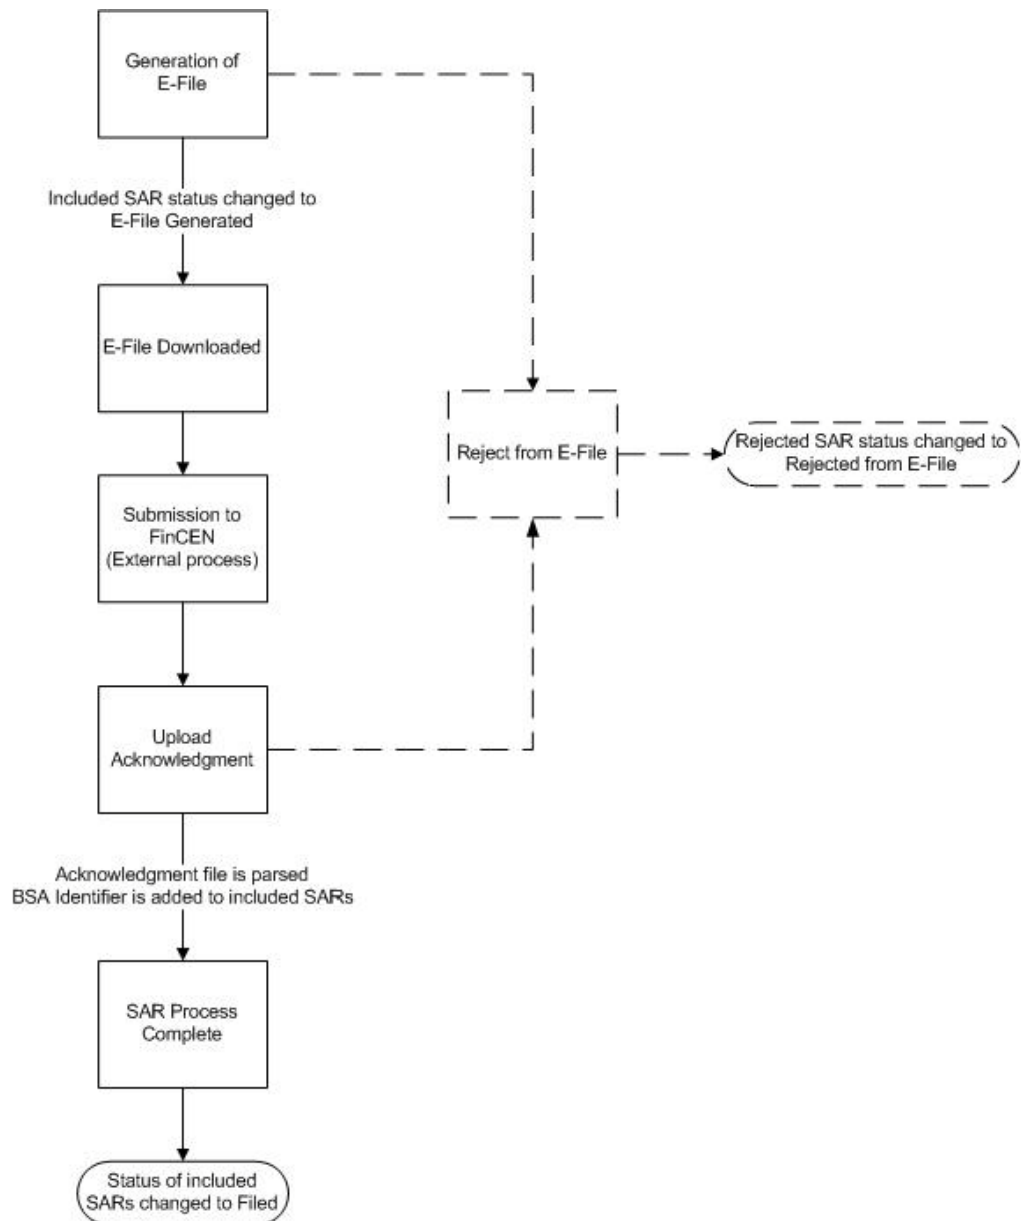 Generation of
E-File
Included SAR status changed to
E-File Generated
E-File Downloaded
Reject from E-File
Rejected SAR status changed to
Rejected from E-File
Submission to
FinCEN
(External process)
Upload
Acknowledgment
Acknowledgment file is parsed
BSA Identifier is added to included SARs
SAR Process
Complete
Status of included
SARs changed to Filed